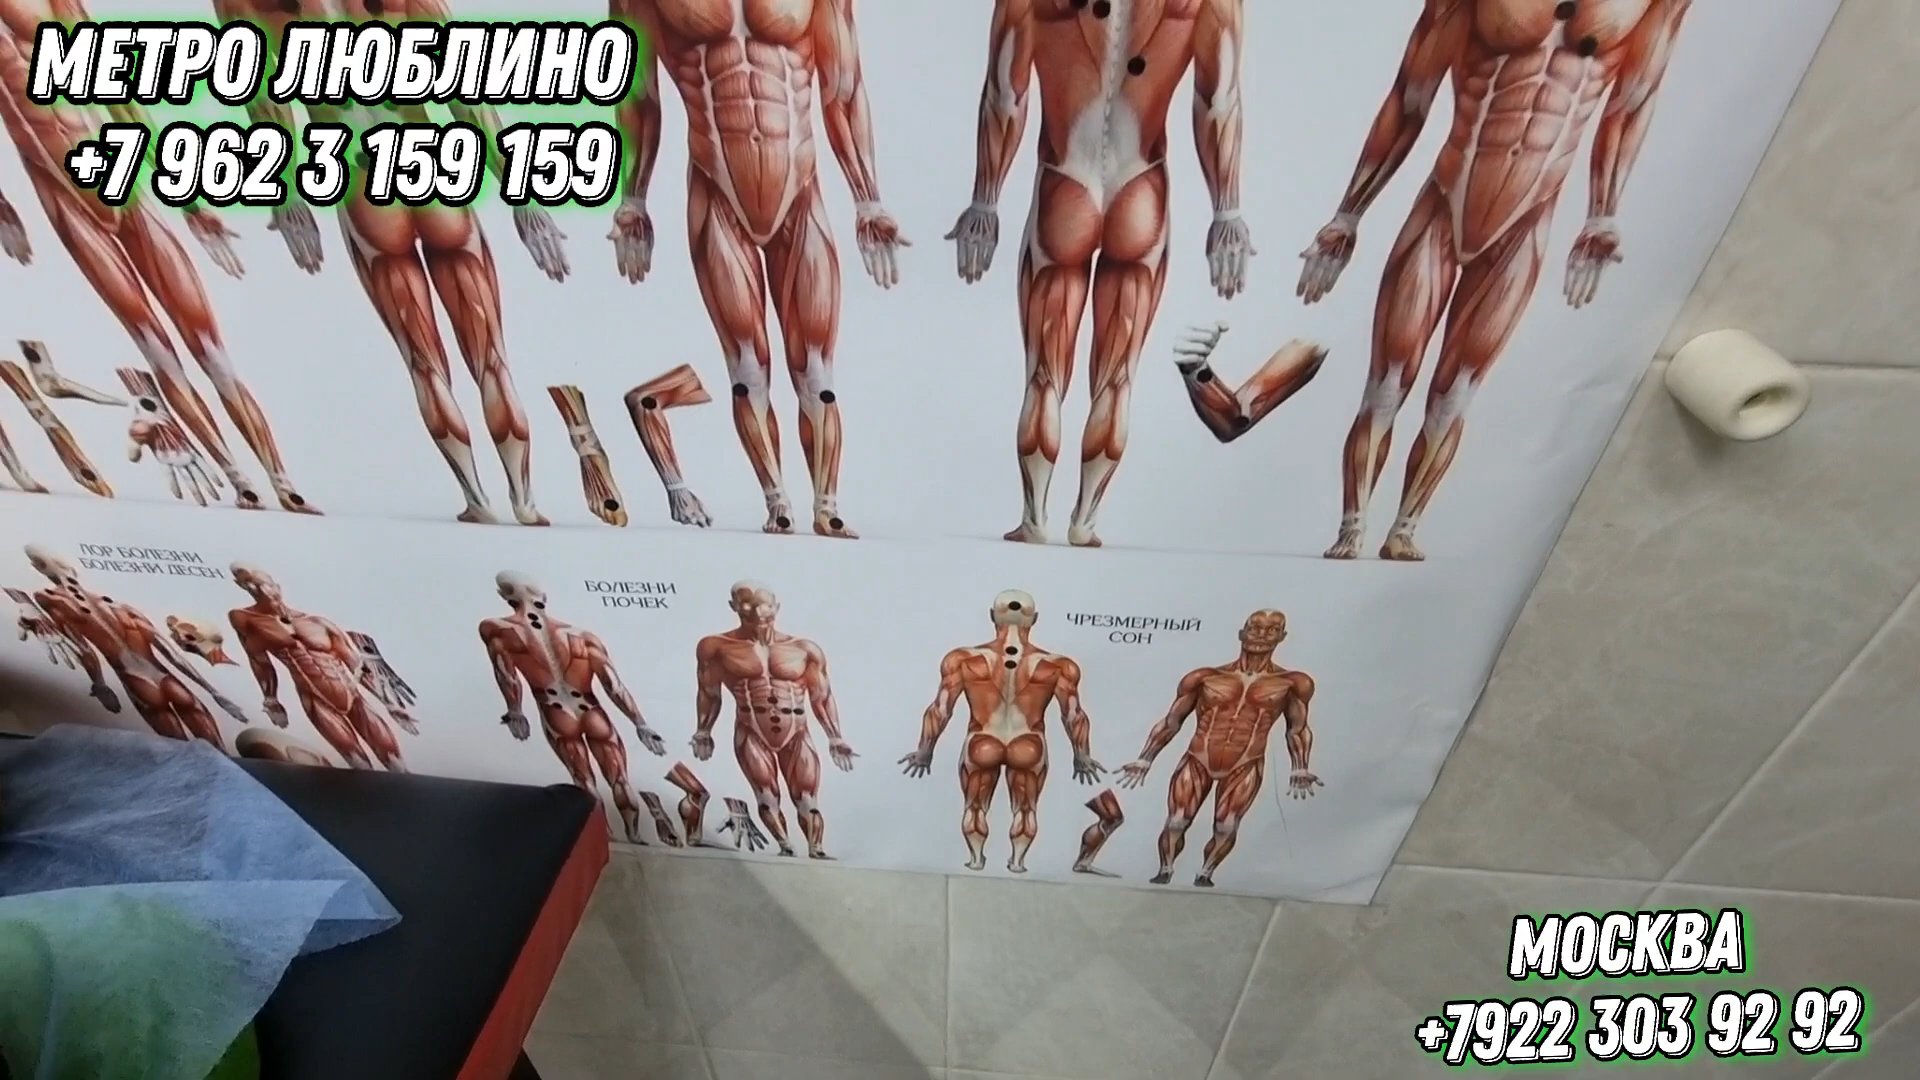 МЕТРО ЛЮБЛИНО
+7 962 3 159 159
ЛОР БОЛЕЗНИ
БОЛЕЗНИ ДЕСЕН
БОЛЕЗНИ
ПОЧЕК
ЧРЕЗМЕРНЫЙ
СОН
МОСКВА
+7922 303 92 92